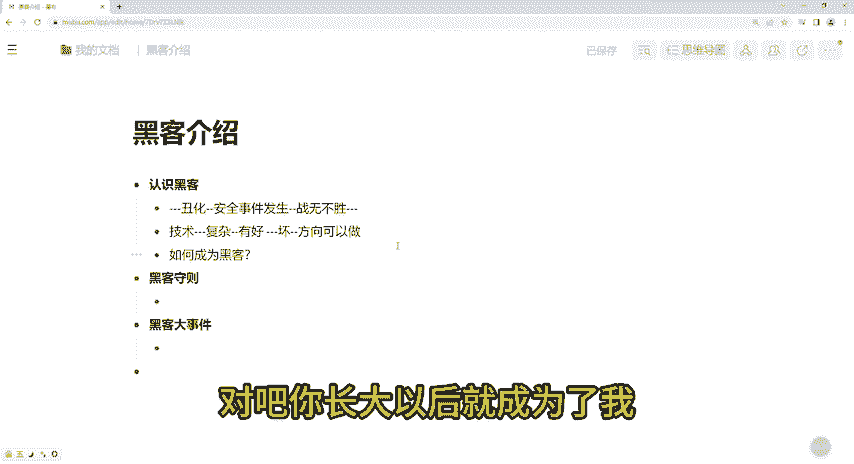 黑客介绍 - 幕布
我的文档 | 黑客介绍
已保存
思维导图
黑客介绍
认识黑客
---丑化--安全事件发生--战无不胜---
技术---复杂--有好 ---坏--方向可以做
如何成为黑客?
黑客守则
黑客大事件
对吧你长大以后就成为了我